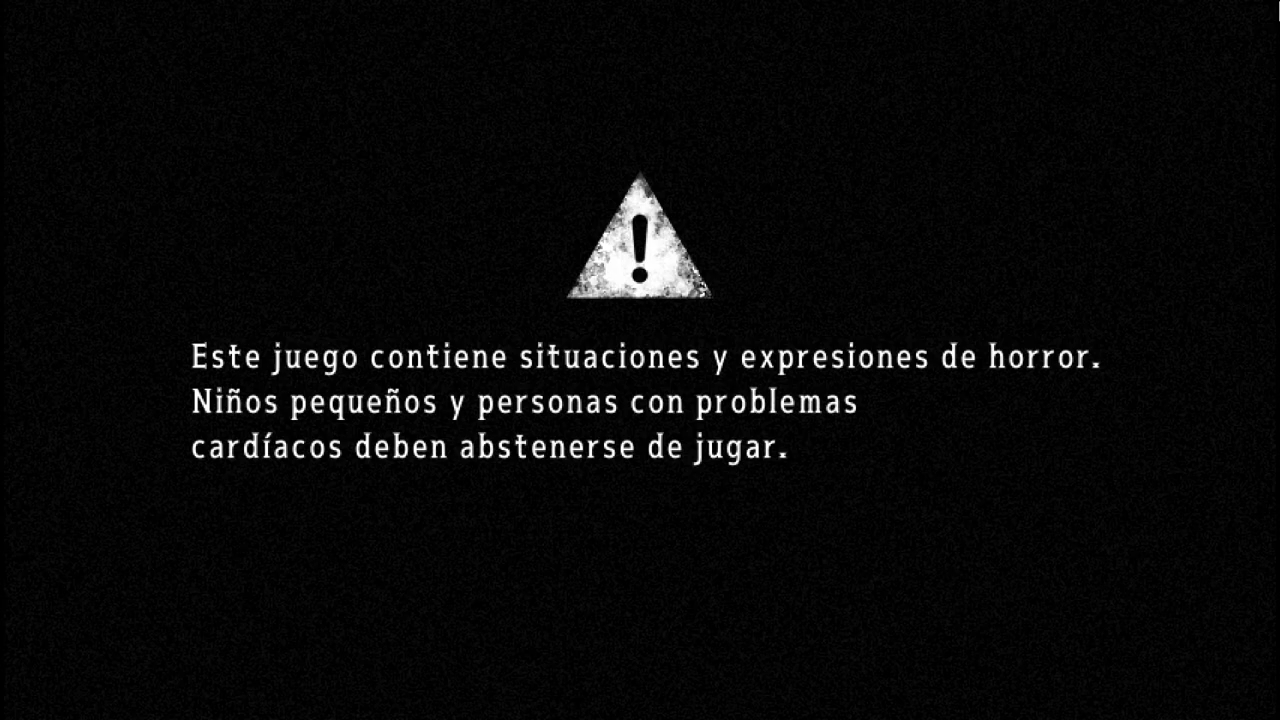 Este juego contiene situaciones y expresiones de horror.
Niños pequeños y personas con problemas
cardíacos deben abstenerse de jugar.